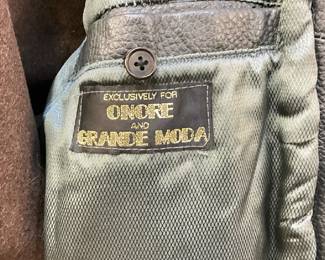 EXCLUSIVELY FOR
ONORE
AND
GRANDE MODA